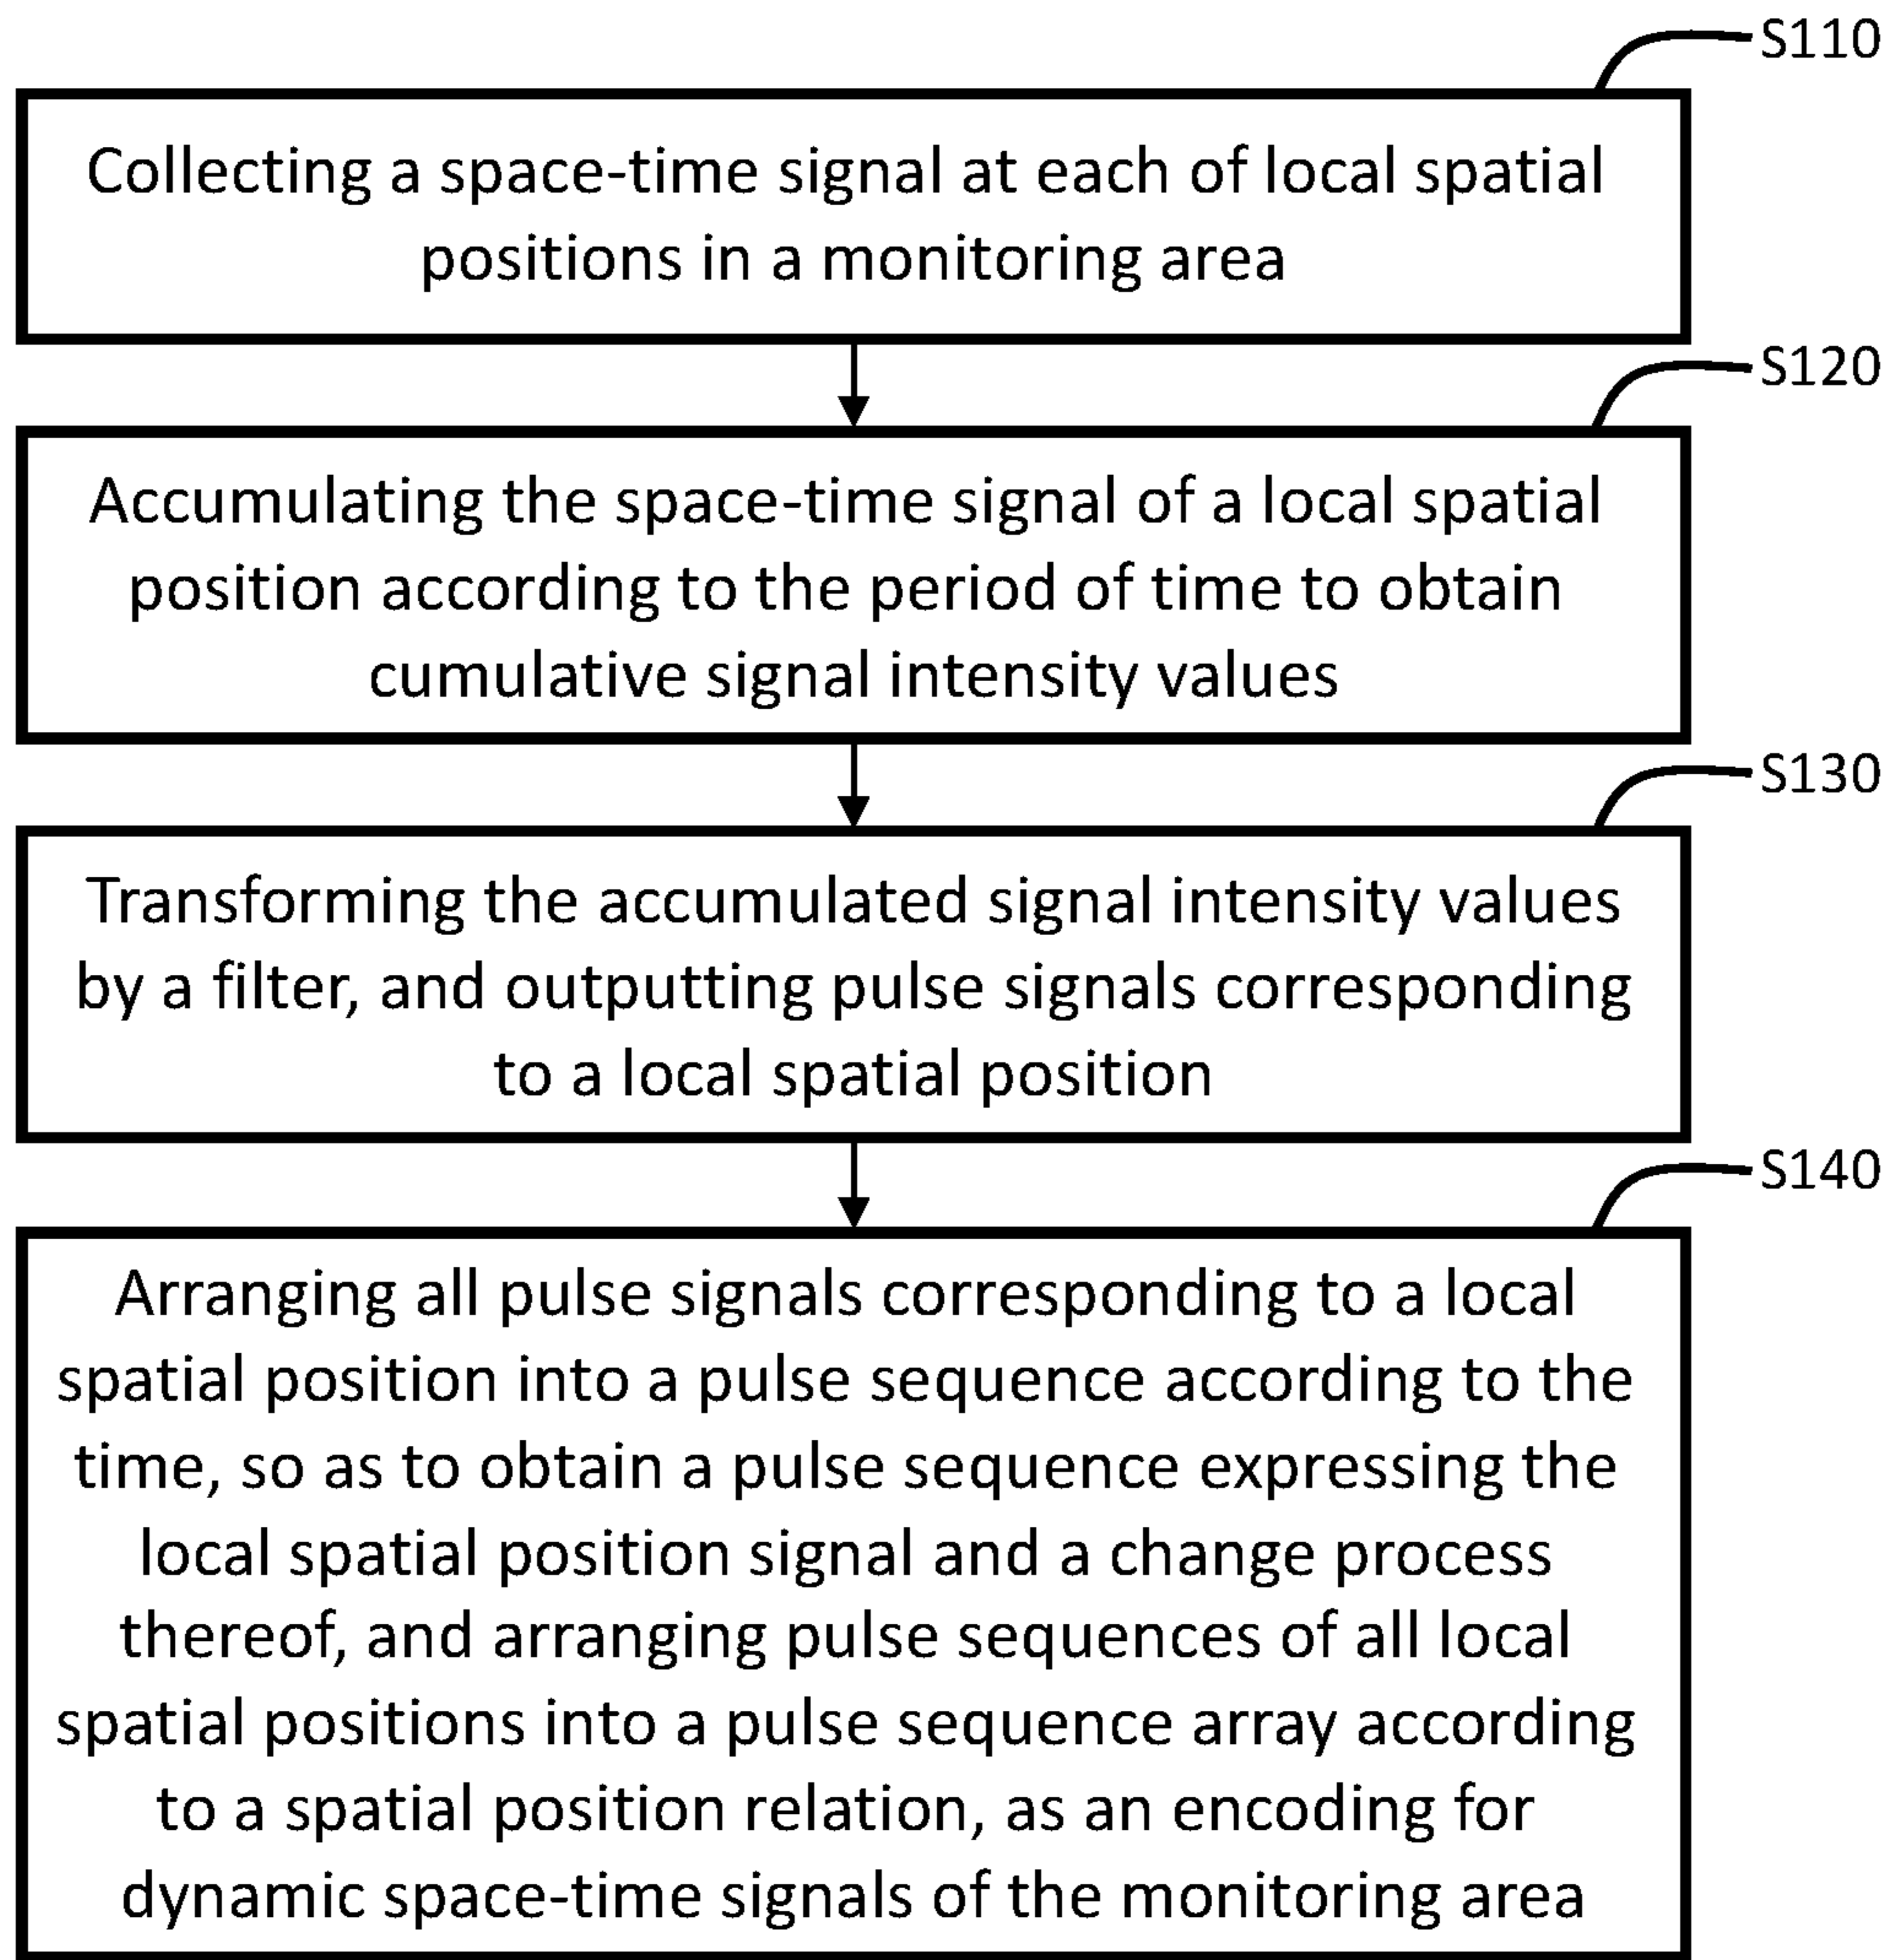 S110
Collecting a space-time signal at each of local spatial
positions in a monitoring area
S120
Accumulating the space-time signal of a local spatial
position according to the period of time to obtain
cumulative signal intensity values
S130
Transforming the accumulated signal intensity values
by a filter, and outputting pulse signals corresponding
to a local spatial position
S140
Arranging all pulse signals corresponding to a local
spatial position into a pulse sequence according to the
time, so as to obtain a pulse sequence expressing the
local spatial position signal and a change process
thereof, and arranging pulse sequences of all local
spatial positions into a pulse sequence array according
to a spatial position relation, as an encoding for
dynamic space-time signals of the monitoring area